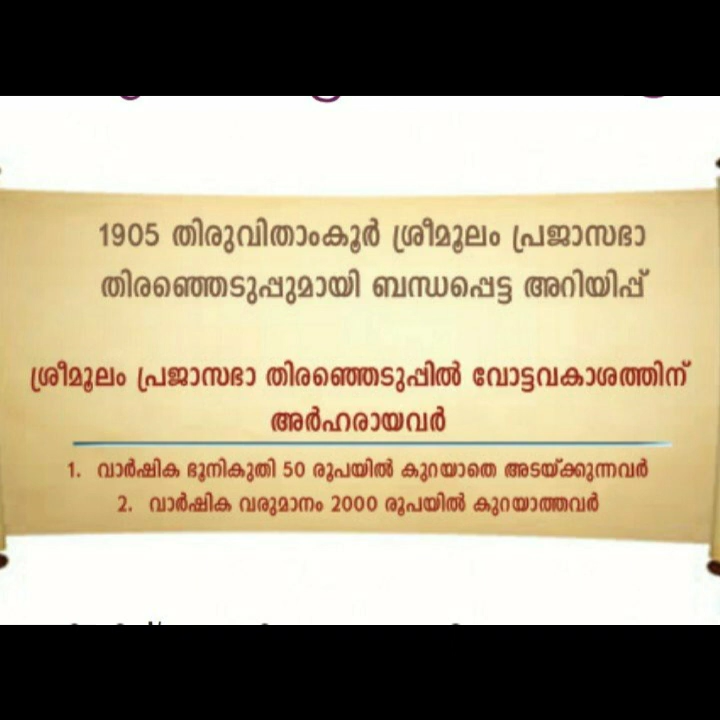 1905 തിരുവിതാംകൂർ ശ്രീമൂലം പ്രജാസഭാ
തിരഞ്ഞെടുപ്പുമായി ബന്ധപ്പെട്ട അറിയിപ്പ്
ശ്രീമൂലം പ്രജാസഭാ തിരഞ്ഞെടുപ്പിൽ വോട്ടവകാശത്തിന്
അർഹരായവർ
1. വാർഷിക ഭൂനികുതി 50 രൂപയിൽ കുറയാതെ അടയ്ക്കുന്നവർ
2. വാർഷിക വരുമാനം 2000 രൂപയിൽ കുറയാത്തവർ